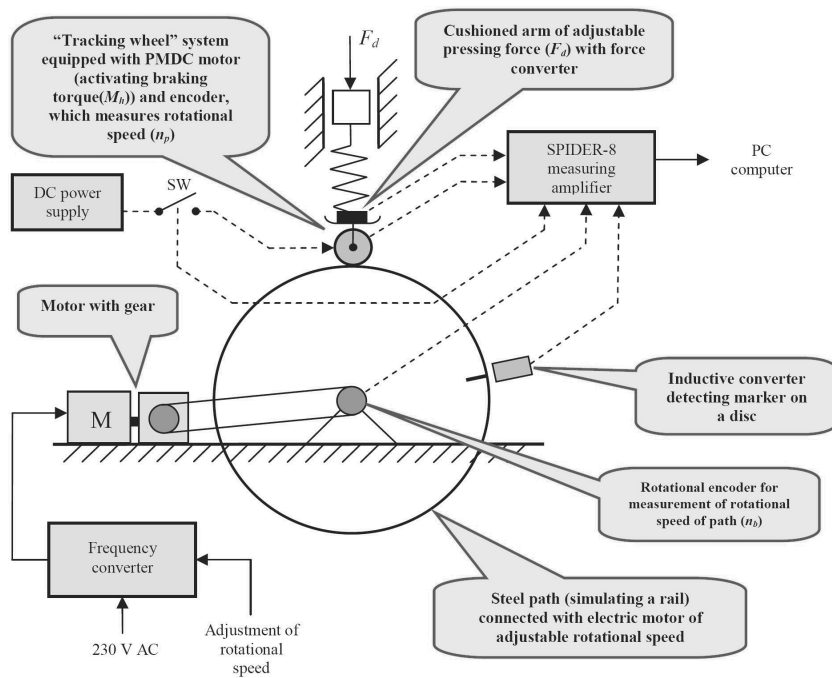 “Tracking wheel” system
equipped with PMDC motor
(activating braking
torque(Mh)) and encoder,
which measures rotational
speed (np)
Fd
Cushioned arm of adjustable
pressing force (Fd) with force
converter
SPIDER-8
measuring
amplifier
PC
computer
DC power
supply
SW
Motor with gear
M
Inductive converter
detecting marker on
a disc
Rotational encoder for
measurement of rotational
speed of path (nb)
Frequency
converter
Steel path (simulating a rail)
connected with electric motor of
adjustable rotational speed
230 V AC
Adjustment of
rotational
speed